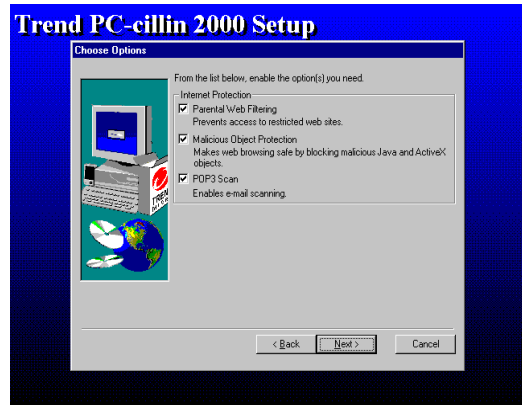 Trend PC-cillin 2000 Setup
Choose Options
From the list below, enable the option(s) you need.
Internet Protection
Parental Web Filtering
Prevents access to restricted web sites.
Malicious Object Protection
Makes web browsing safe by blocking malicious Java and ActiveX
objects.
POP3 Scan
Enables e-mail scanning.
TREND
MICRO
< Back
Next >
Cancel